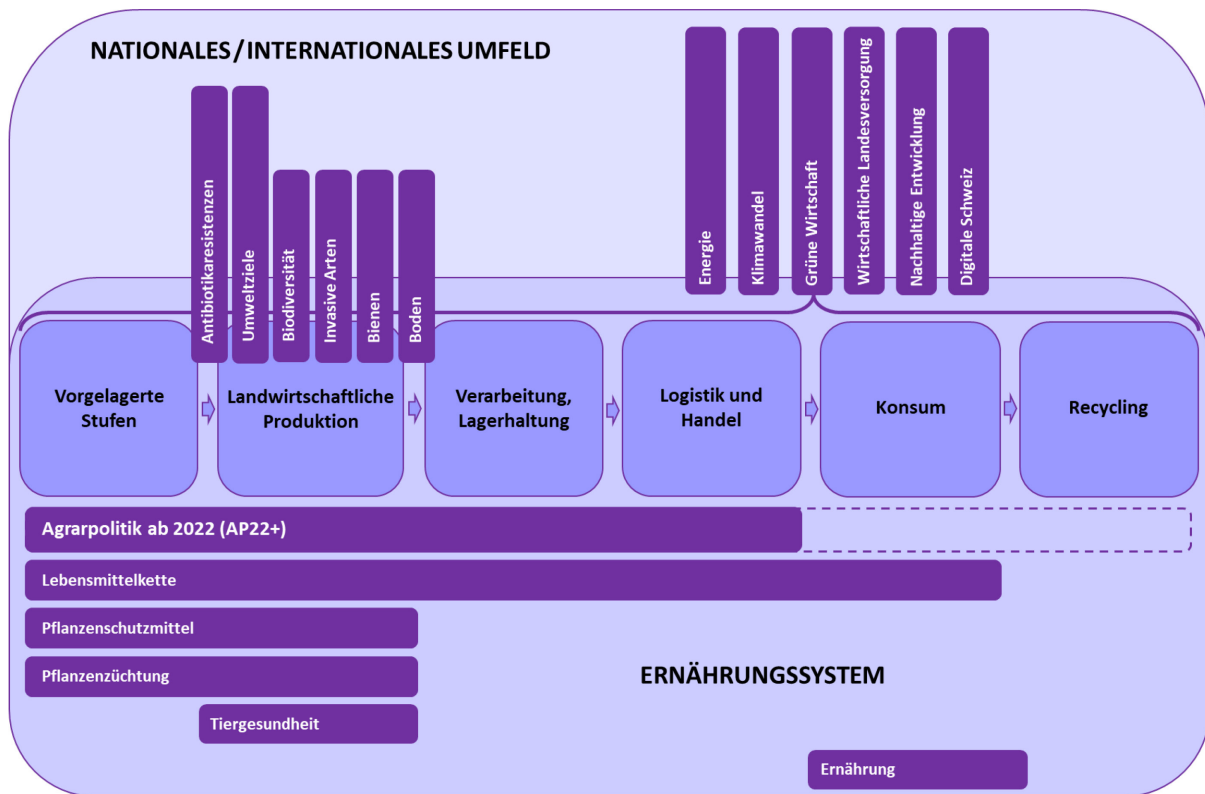 NATIONALES/INTERNATIONALES UMFELD
Antibiotikaresistenzen
Umweltziele
Biodiversität
Invasive Arten
Bienen
Boden
Energie
Klimawandel
Grüne Wirtschaft
Wirtschaftliche Landesversorgung
Nachhaltige Entwicklung
Digitale Schweiz
Vorgelagerte
Stufen
Landwirtschaftliche
Produktion
Verarbeitung,
Lagerhaltung
Logistik und
Handel
Konsum
Recycling
Agrarpolitik ab 2022 (AP22+)
Lebensmittelkette
Pflanzenschutzmittel
Pflanzenzüchtung
ERNÄHRUNGSSYSTEM
Tiergesundheit
Ernährung